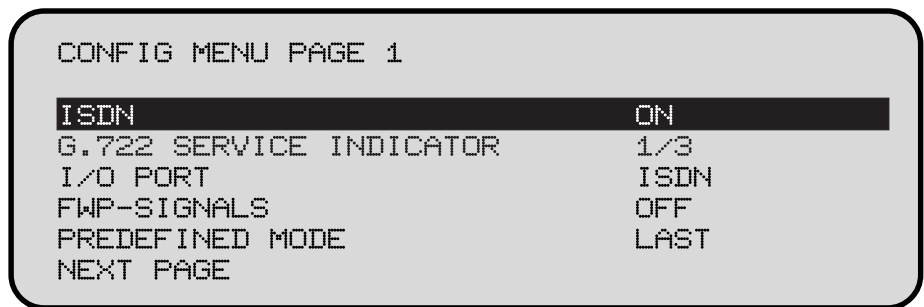 CONFIG MENU PAGE 1
ISDN ON
G.722 SERVICE INDICATOR 1/3
I/O PORT ISDN
FWP-SIGNALS OFF
PREDEFINED MODE LAST
NEXT PAGE